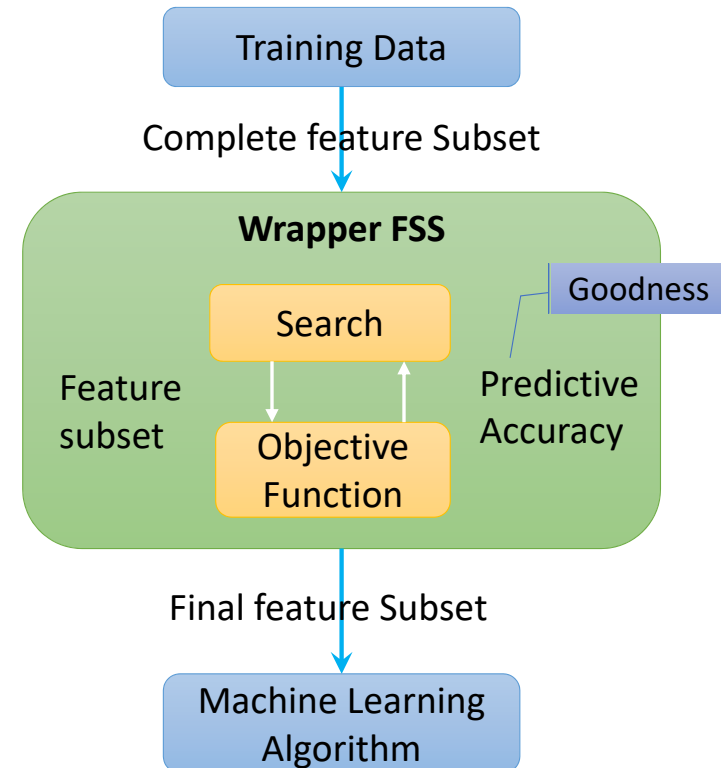 Training Data
Complete feature Subset
Wrapper FSS
Goodness
Search
Feature
subset
Predictive
Accuracy
Objective
Function
Final feature Subset
Machine Learning
Algorithm